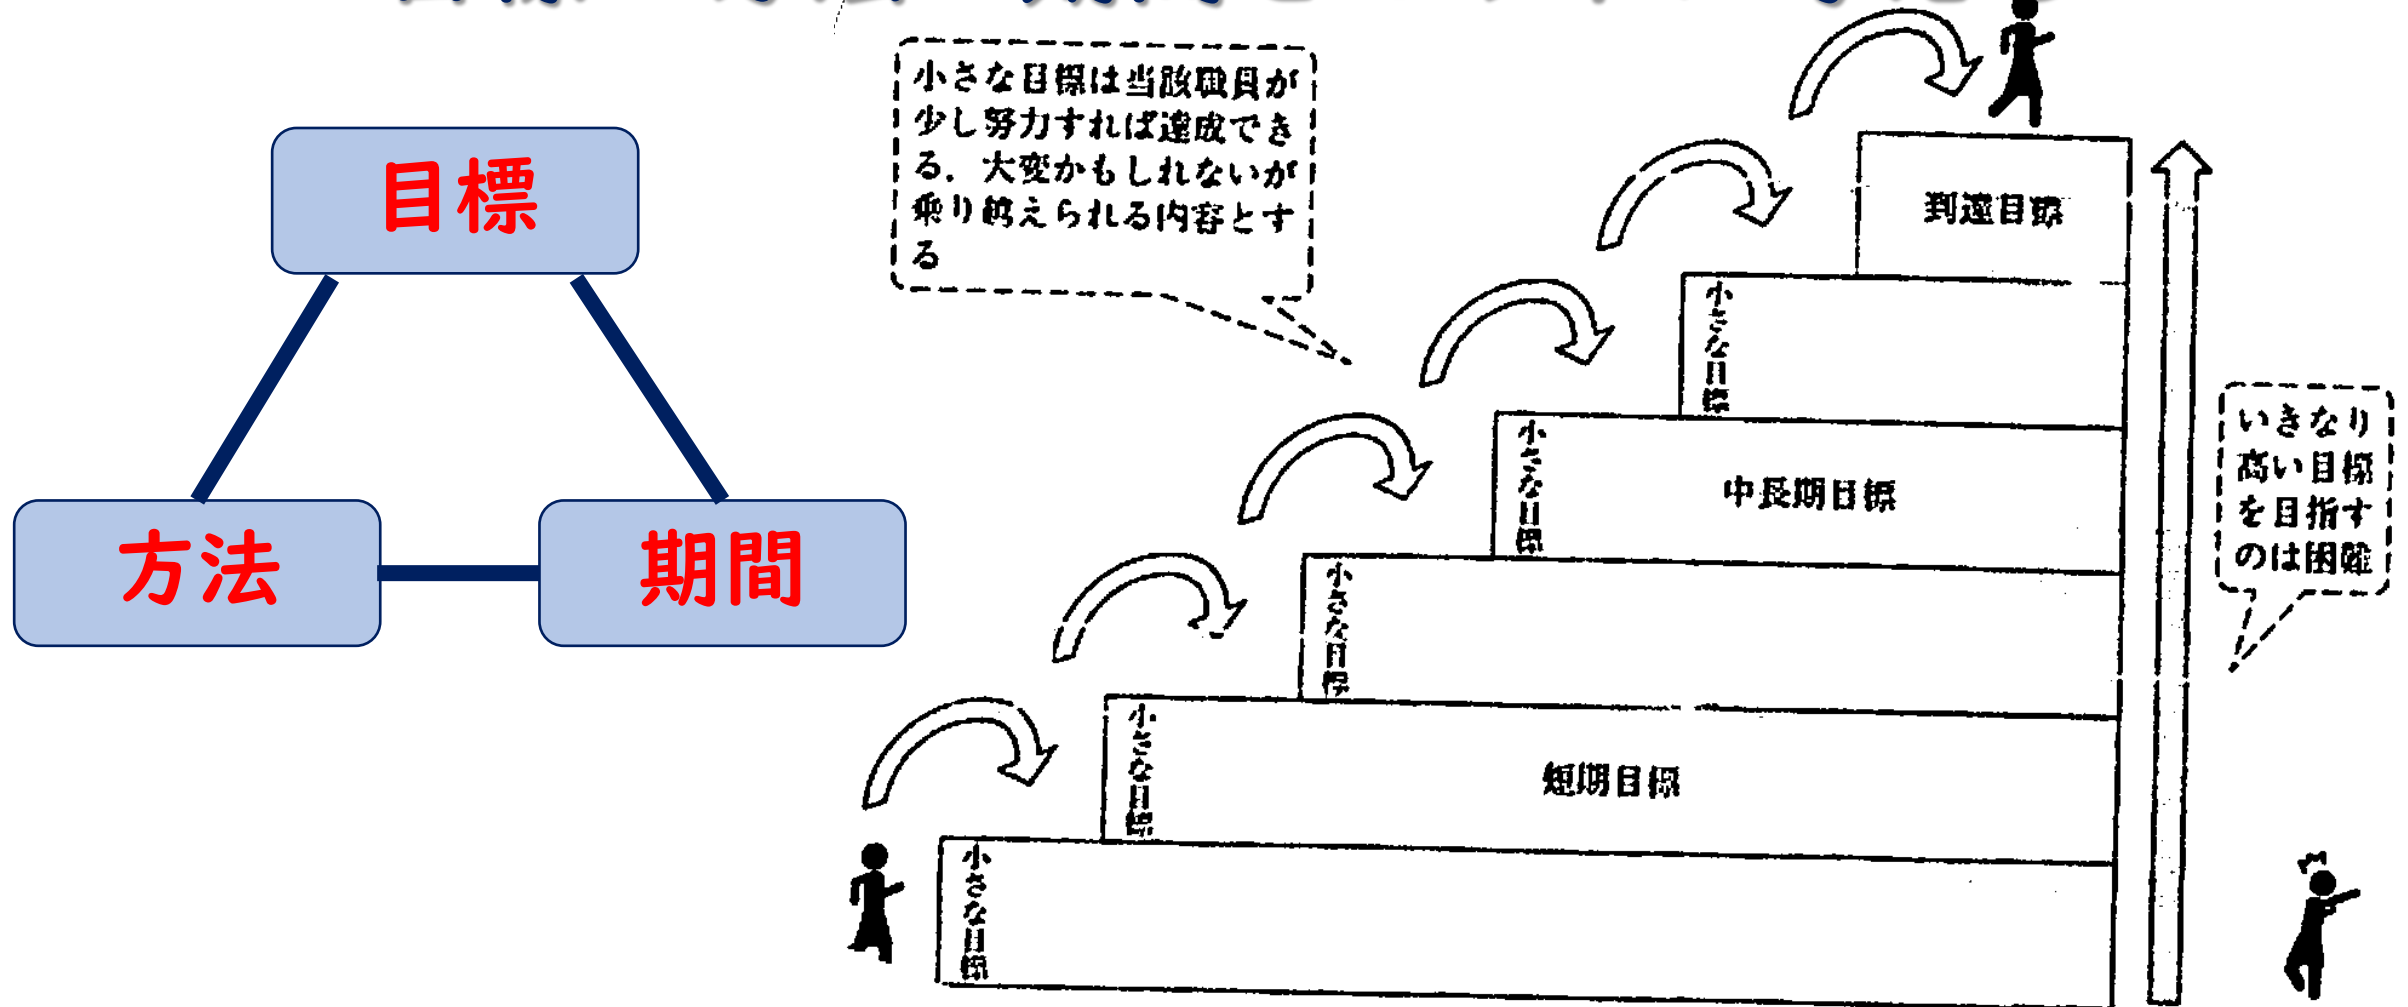 目標
方法
期間
小さな目標は当該職員が
少し努力すれば達成でき
る．大変かもしれないが
乗り越えられる内容とす
る
到達目標
小さな目標
小さな目標
中長期目標
小さな目標
小さな目標
短期目標
小さな目標
いきなり
高い目標
を目指す
のは困難